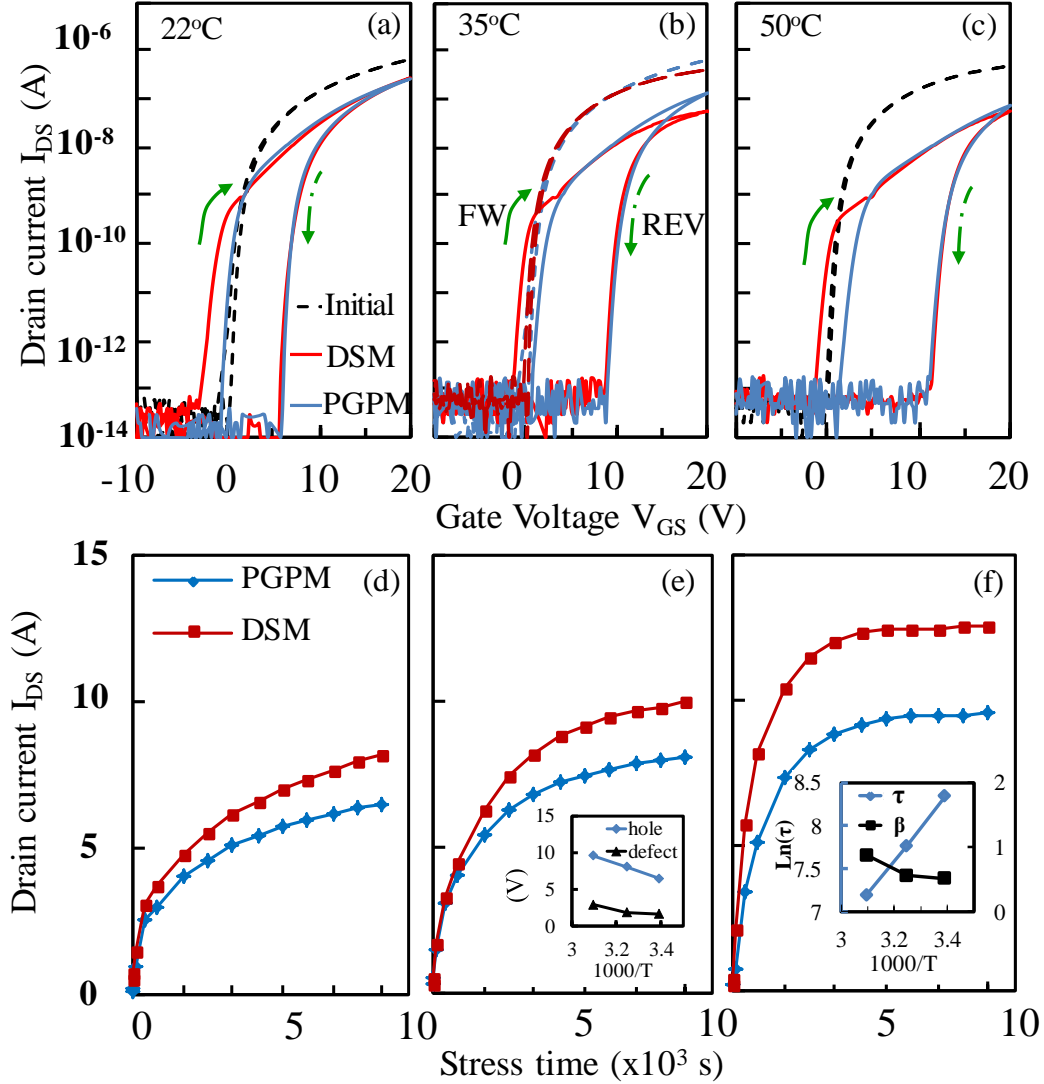 22°C (a) 35°C (b) 50°C (c)
10-6
10-8
10-10
10-12
10-14
Drain current IDS (A)
FW REV
Initial
DSM
PGPM
-10 0 10 20 0 10 20 0 10 20
Gate Voltage VGS (V)
15
10
5
0
Drain current IDS (A)
PGPM
DSM
(d) (e) (f)
15
10
5
0
(V)
hole
defect
3 3.2 3.4
1000/T
8.5
8
7.5
7
Ln(τ)
τ
β
2
1
0
3 3.2 3.4
1000/T
0 5 10 0 5 10 0 5 10
Stress time (x103 s)